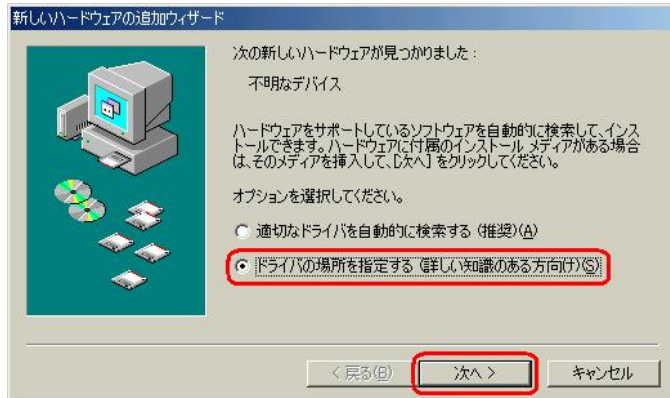 新しいハードウェアの追加ウィザード
次の新しいハードウェアが見つかりました :
不明なデバイス
ハードウェアをサポートしているソフトウェアを自動的に検索して、インス
トールできます。ハードウェアに付属のインストール メディアがある場合
は、そのメディアを挿入して、[次へ] をクリックしてください。
オプションを選択してください。
適切なドライバを自動的に検索する (推奨)(A)
ドライバの場所を指定する (詳しい知識のある方向け)(S)
< 戻る(B)
次へ >
キャンセル